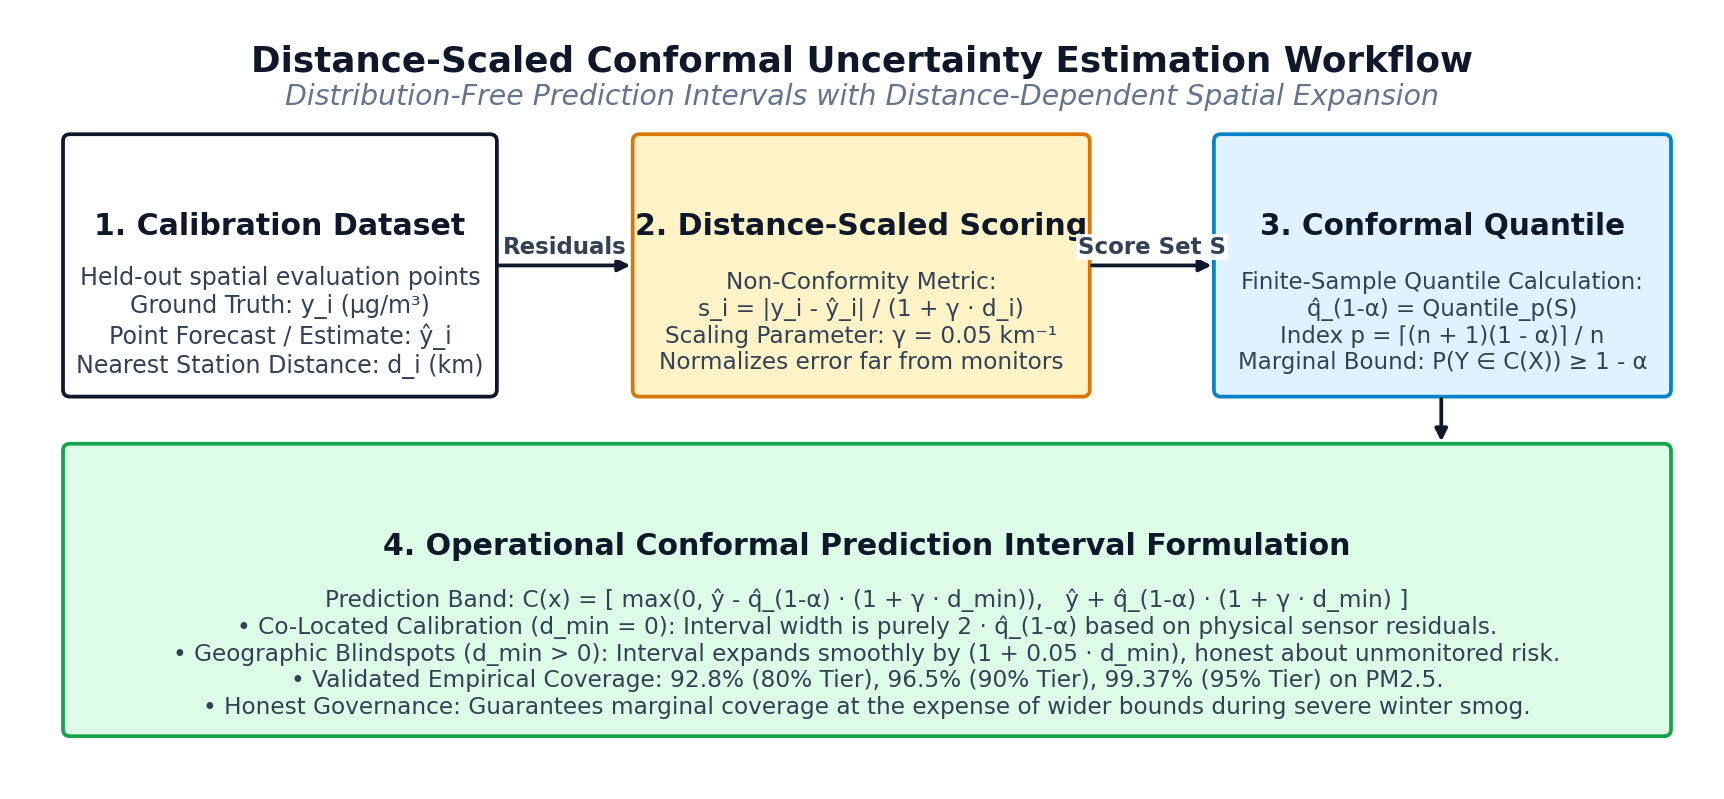 Distance-Scaled Conformal Uncertainty Estimation Workflow
Distribution-Free Prediction Intervals with Distance-Dependent Spatial Expansion
1. Calibration Dataset
Held-out spatial evaluation points
Ground Truth: y_i (µg/m³)
Point Forecast / Estimate: ŷ_i
Nearest Station Distance: d_i (km)
Residuals
2. Distance-Scaled Scoring
Non-Conformity Metric:
s_i = |y_i - ŷ_i| / (1 + γ · d_i)
Scaling Parameter: γ = 0.05 km⁻¹
Normalizes error far from monitors
Score Set S
3. Conformal Quantile
Finite-Sample Quantile Calculation:
q̂_(1-α) = Quantile_p(S)
Index p = ⌈(n + 1)(1 - α)⌉ / n
Marginal Bound: P(Y ∈ C(X)) ≥ 1 - α
4. Operational Conformal Prediction Interval Formulation
Prediction Band: C(x) = [ max(0, ŷ - q̂_(1-α) · (1 + γ · d_min)),   ŷ + q̂_(1-α) · (1 + γ · d_min) ]
• Co-Located Calibration (d_min = 0): Interval width is purely 2 · q̂_(1-α) based on physical sensor residuals.
• Geographic Blindspots (d_min > 0): Interval expands smoothly by (1 + 0.05 · d_min), honest about unmonitored risk.
• Validated Empirical Coverage: 92.8% (80% Tier), 96.5% (90% Tier), 99.37% (95% Tier) on PM2.5.
• Honest Governance: Guarantees marginal coverage at the expense of wider bounds during severe winter smog.